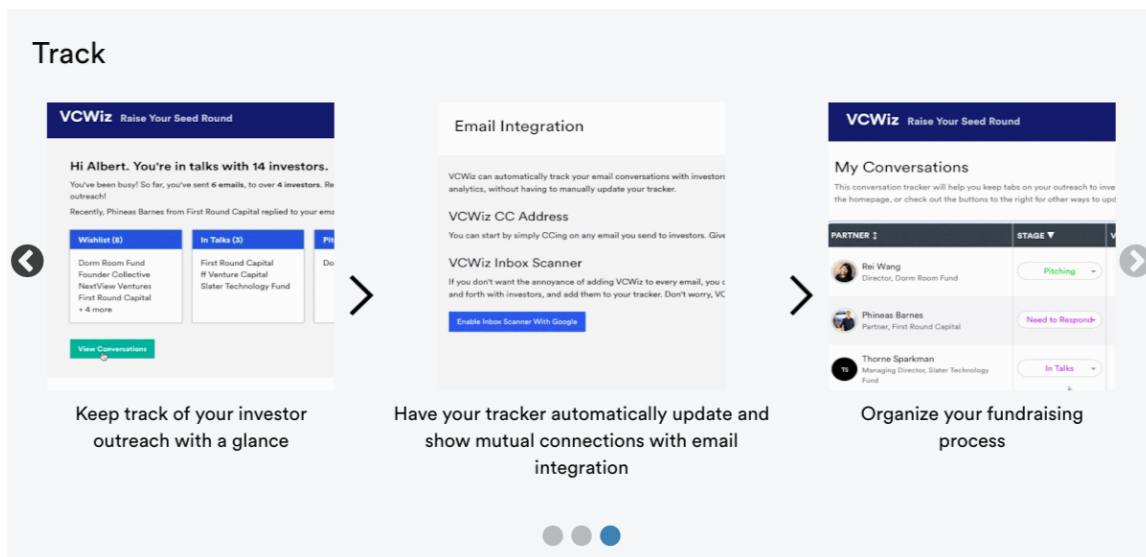 Track
VCWiz Raise Your Seed Round
Hi Albert. You're in talks with 14 investors.
You've been busy! So far, you've sent 6 emails, to over 4 investors. Re
outreach!
Recently, Phineas Barnes from First Round Capital replied to your ema
Wishlist (8)
Dorm Room Fund
Founder Collective
NextView Ventures
First Round Capital
+ 4 more
In Talks (3)
First Round Capital
ff Venture Capital
Slater Technology Fund
Pit
Do
View Conversations
Keep track of your investor
outreach with a glance
Email Integration
VCWiz can automatically track your email conversations with investors
analytics, without having to manually update your tracker.
VCWiz CC Address
You can start by simply CCing on any email you send to investors. Give
VCWiz Inbox Scanner
If you don't want the annoyance of adding VCWiz to every email, you c
and forth with investors, and add them to your tracker. Don't worry, VC
Enable Inbox Scanner With Google
Have your tracker automatically update and
show mutual connections with email
integration
VCWiz Raise Your Seed Round
My Conversations
This conversation tracker will help you keep tabs on your outreach to inve
the homepage, or check out the buttons to the right for other ways to upd
PARTNER STAGE V
Rei Wang
Director, Dorm Room Fund
Pitching
Phineas Barnes
Partner, First Round Capital
Need to Respond
TS
Thorne Sparkman
Managing Director, Slater Technology
Fund
In Talks
Organize your fundraising
process